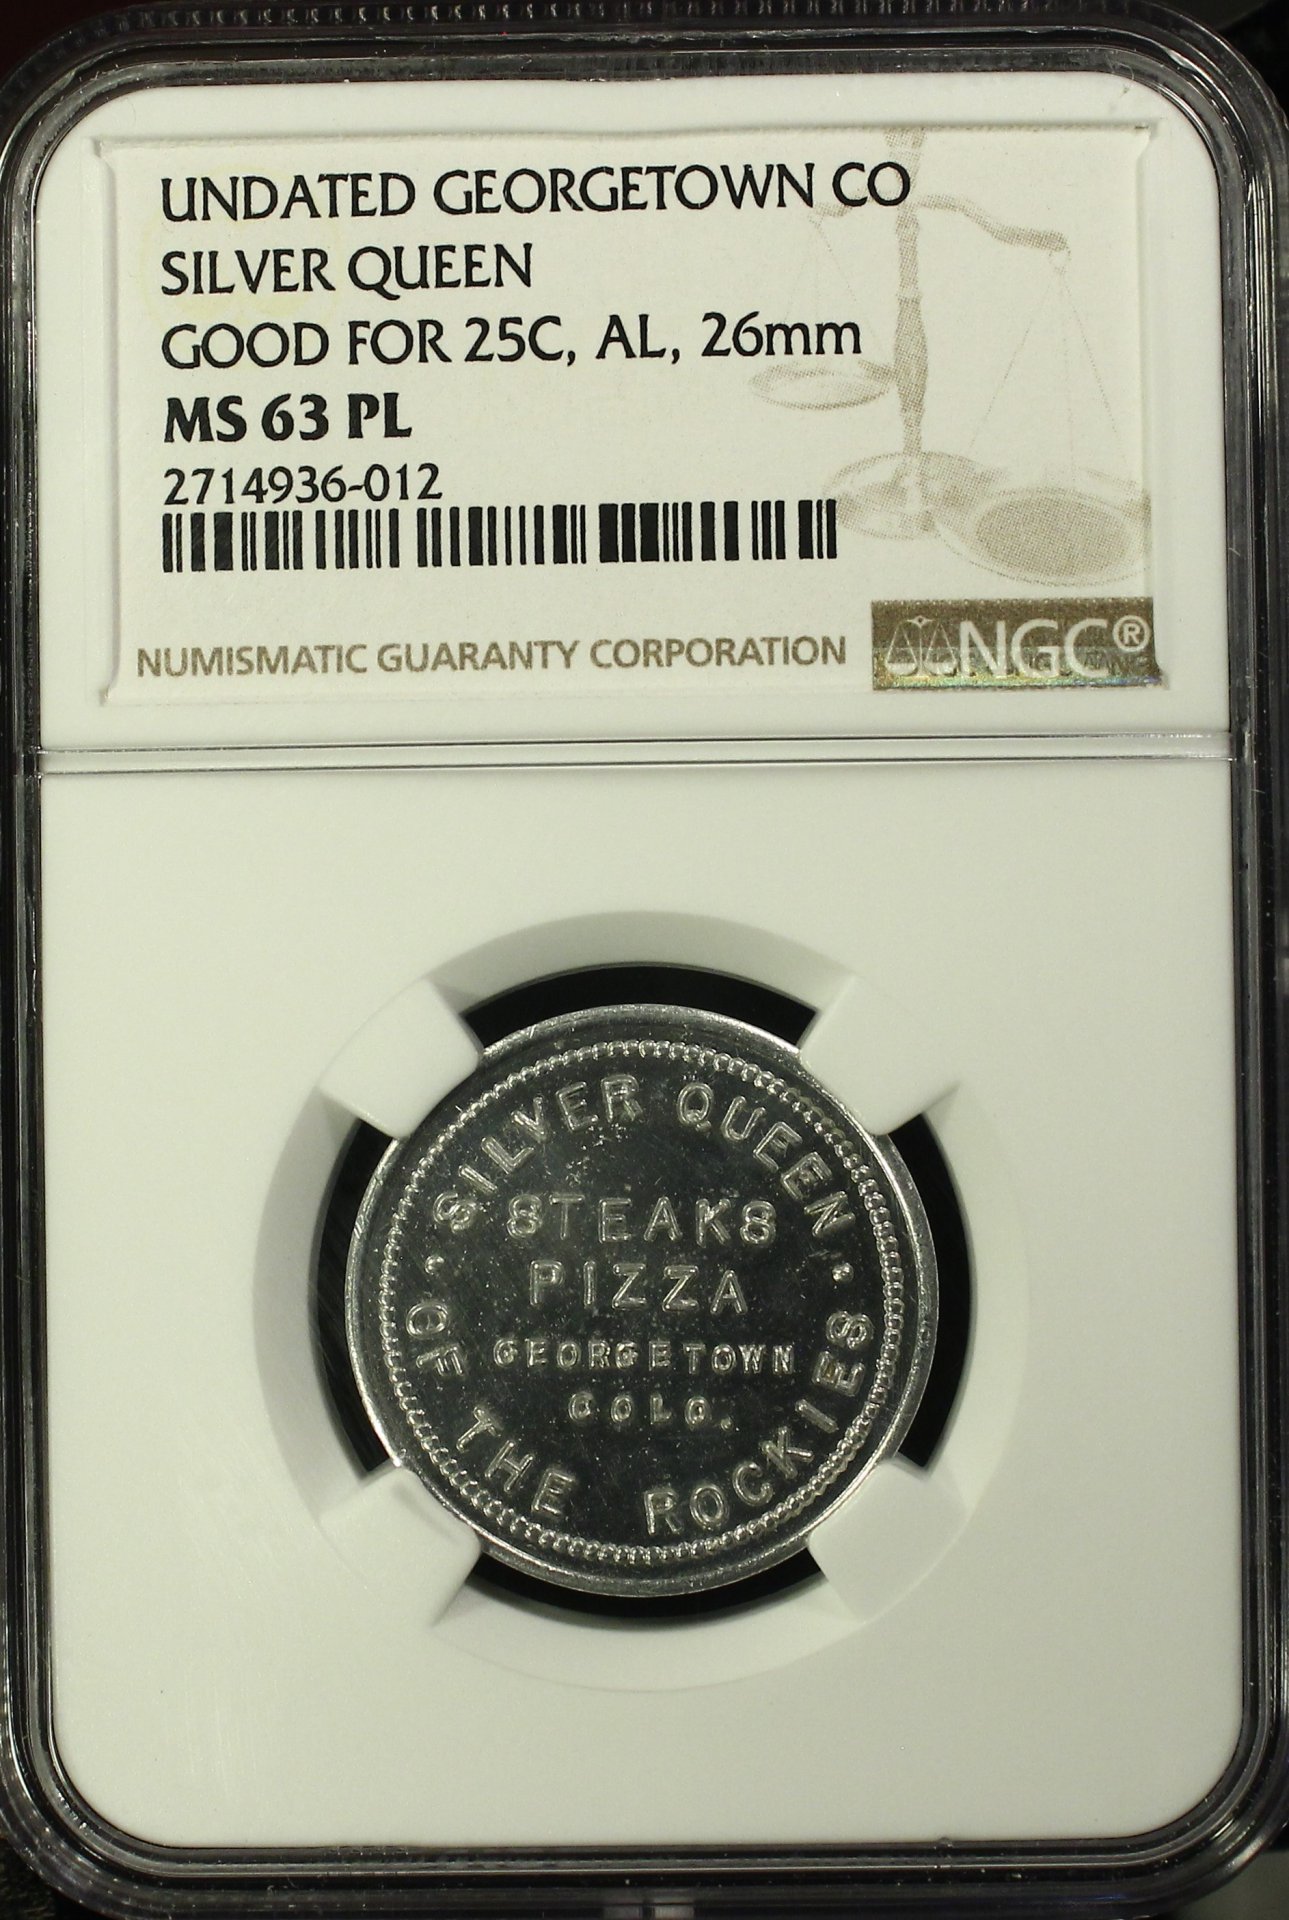 UNDATED GEORGETOWN CO
SILVER QUEEN
GOOD FOR 25C, AL, 26mm
MS 63 PL
2714936-012
NUMISMATIC GUARANTY CORPORATION
NGC®
SILVER QUEEN
STEAKS
PIZZA
GEORGETOWN
COLO.
· OF THE ROCKIES ·